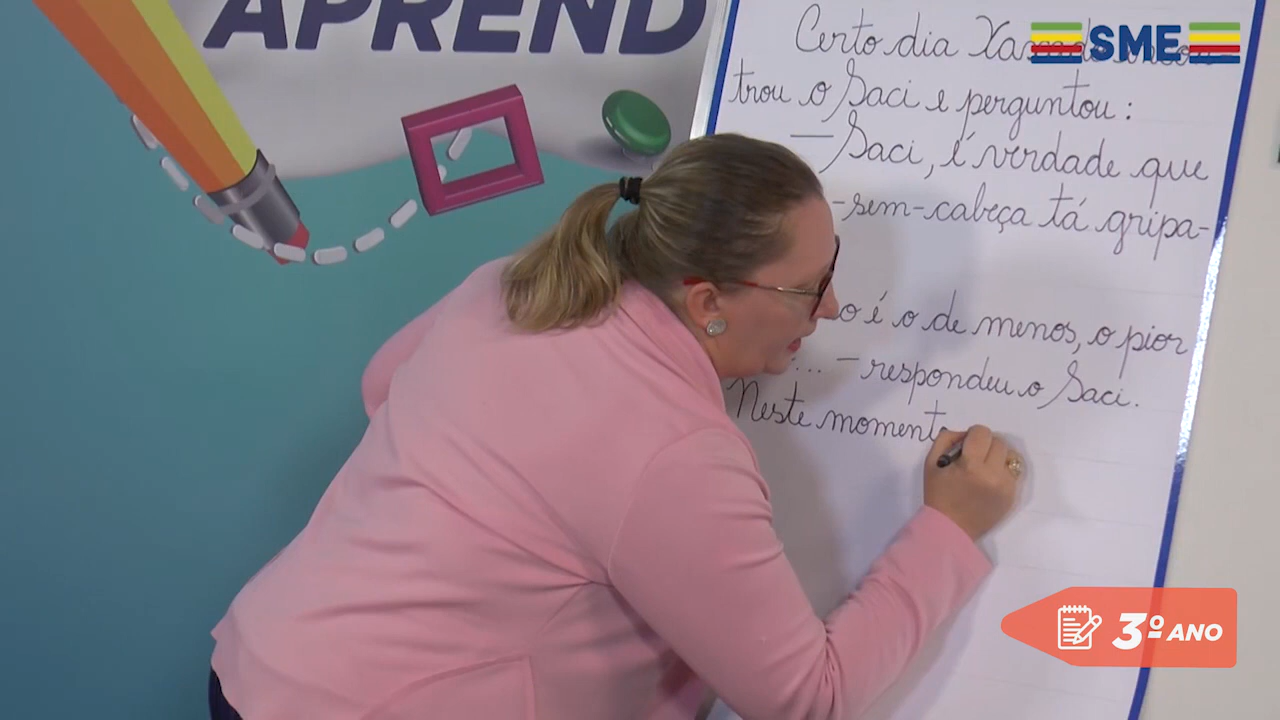 APREND
SME
Certo dia
trou o Saci e perguntou:
— Saci, é verdade que
-sem-cabeça tá gripa-
o é o de menos, o pior
... – respondeu o Saci.
Neste momento
3º ANO